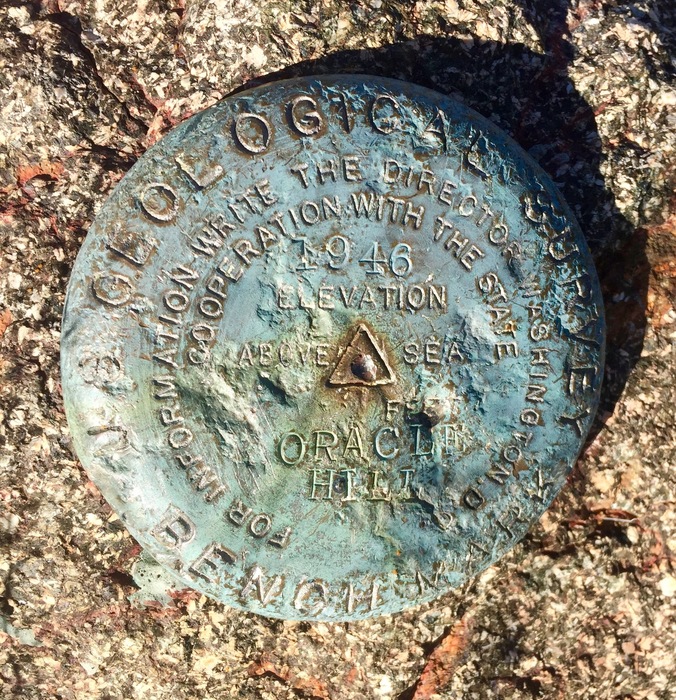 U.S. GEOLOGICAL SURVEY
BENCH MARK
FOR INFORMATION WRITE THE DIRECTOR WASHINGTON, D.C.
COOPERATION WITH THE STATE
1946
ELEVATION
ABOVE SEA
FEET
ORACLE
HILL